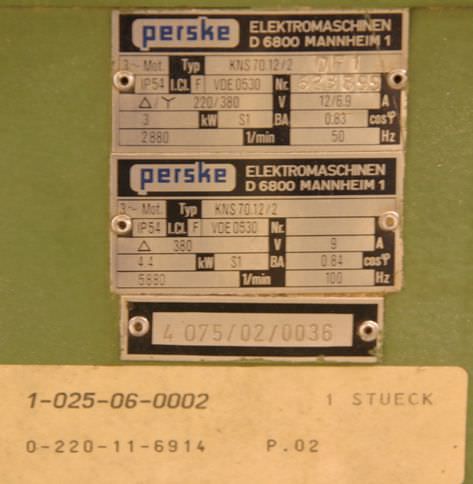 perske ELEKTROMASCHINEN
D 6800 MANNHEIM 1
3~ Mot. Typ KNS 70.12/2
IP54 I.Cl. F VDE 0530 Nr.
△/Y 220/380 V 12/6.9 A
3 kW S1 BA 0.83 cosφ
2880 1/min 50 Hz
perske ELEKTROMASCHINEN
D 6800 MANNHEIM 1
3~ Mot. Typ KNS 70.12/2
IP54 I.Cl. F VDE 0530 Nr.
△ 380 V 9 A
4.4 kW S1 BA 0.84 cosφ
5880 1/min 100 Hz
4 075/02/0036
1-025-06-0002 1 STUECK
0-220-11-6914 P.02